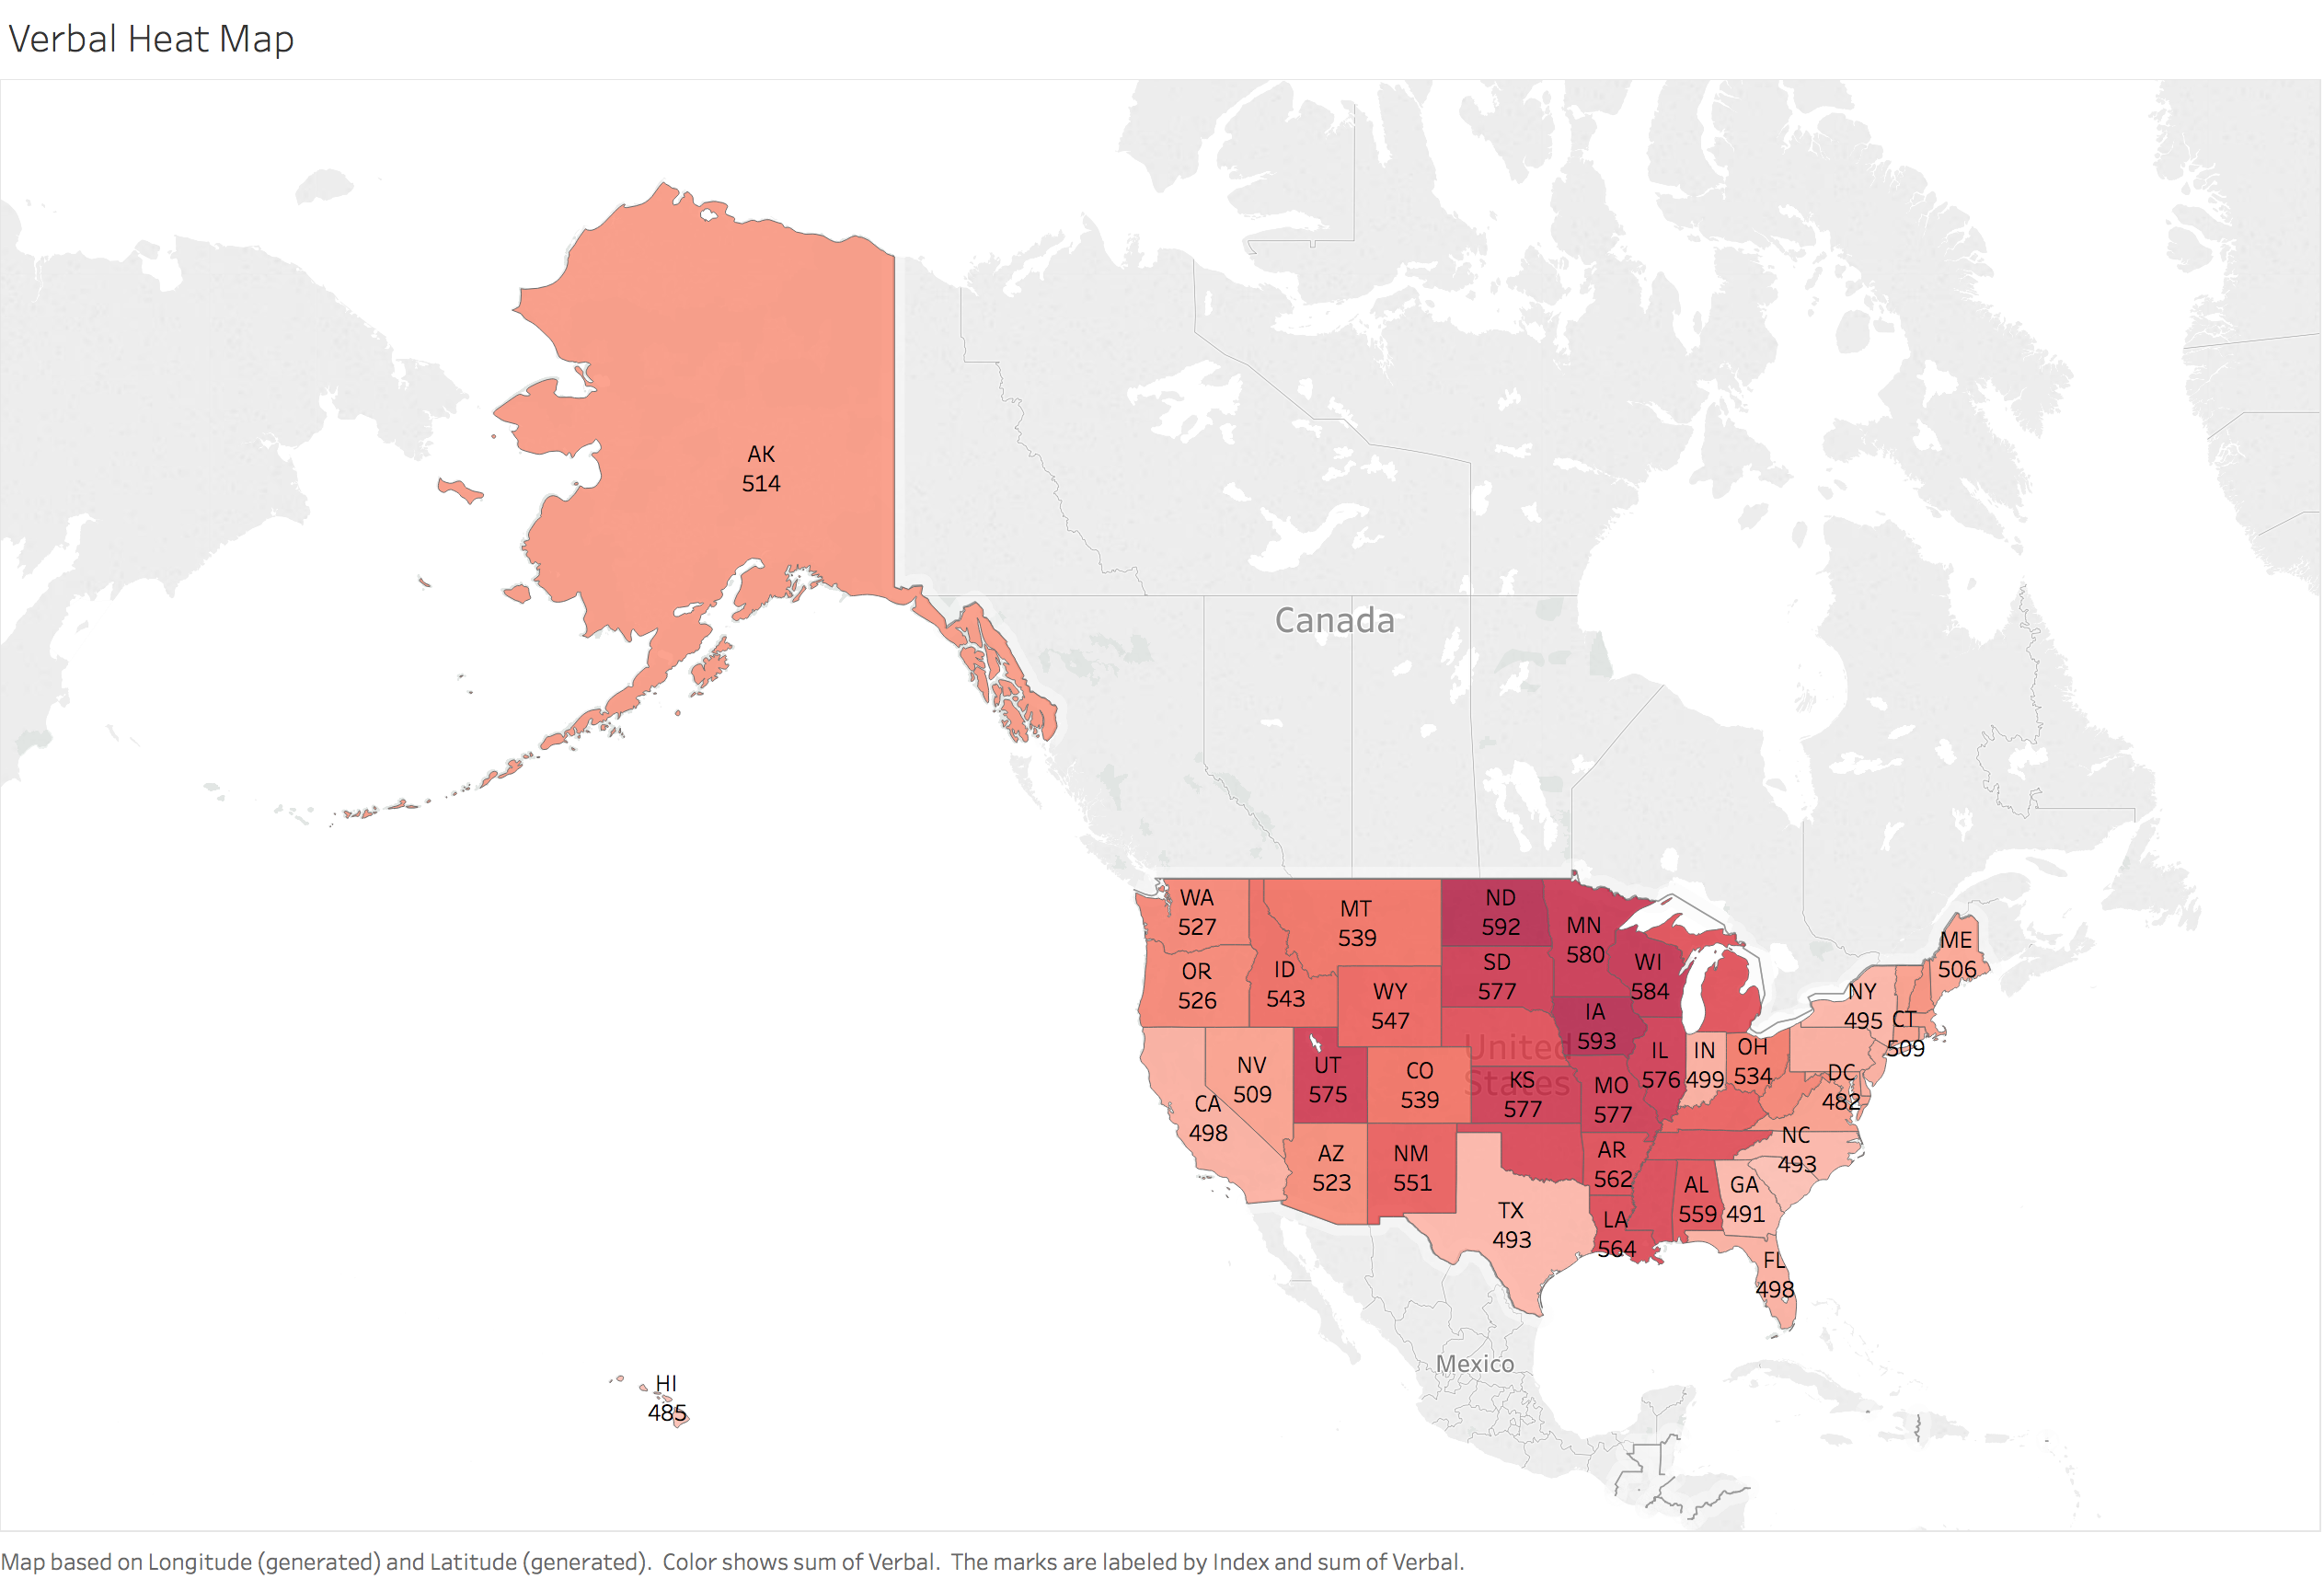 Verbal Heat Map
AK
514
Canada
WA
527
MT
539
ND
592
MN
580
ME
506
OR
526
ID
543
WY
547
SD
577
WI
584
NY
495
CT
509
IA
593
United
States
NV
509
UT
575
CO
539
KS
577
MO
577
IL
576
IN
499
OH
534
DC
482
CA
498
AZ
523
NM
551
AR
562
NC
493
TX
493
LA
564
AL
559
GA
491
FL
498
Mexico
HI
485
Map based on Longitude (generated) and Latitude (generated).  Color shows sum of Verbal.  The marks are labeled by Index and sum of Verbal.